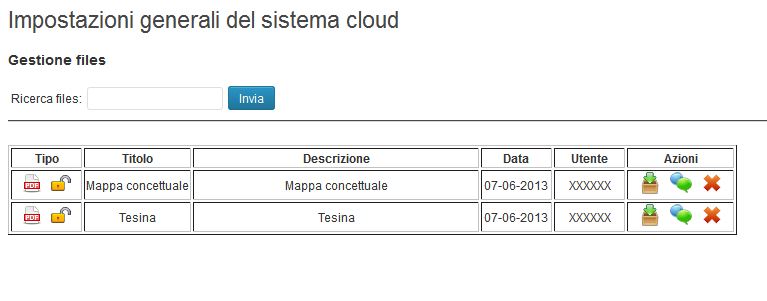 Impostazioni generali del sistema cloud
Gestione files
Ricerca files: Invia
Tipo Titolo Descrizione Data Utente Azioni
PDF Mappa concettuale Mappa concettuale 07-06-2013 XXXXXX
PDF Tesina Tesina 07-06-2013 XXXXXX